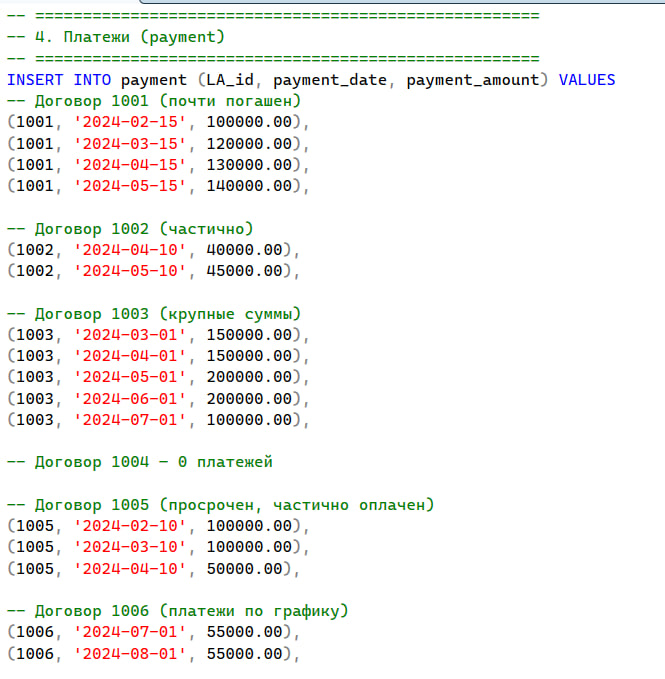 -- =====================================================
-- 4. Платежи (payment)
-- =====================================================
INSERT INTO payment (LA_id, payment_date, payment_amount) VALUES
-- Договор 1001 (почти погашен)
(1001, '2024-02-15', 100000.00),
(1001, '2024-03-15', 120000.00),
(1001, '2024-04-15', 130000.00),
(1001, '2024-05-15', 140000.00),
-- Договор 1002 (частично)
(1002, '2024-04-10', 40000.00),
(1002, '2024-05-10', 45000.00),
-- Договор 1003 (крупные суммы)
(1003, '2024-03-01', 150000.00),
(1003, '2024-04-01', 150000.00),
(1003, '2024-05-01', 200000.00),
(1003, '2024-06-01', 200000.00),
(1003, '2024-07-01', 100000.00),
-- Договор 1004 – 0 платежей
-- Договор 1005 (просрочен, частично оплачен)
(1005, '2024-02-10', 100000.00),
(1005, '2024-03-10', 100000.00),
(1005, '2024-04-10', 50000.00),
-- Договор 1006 (платежи по графику)
(1006, '2024-07-01', 55000.00),
(1006, '2024-08-01', 55000.00),